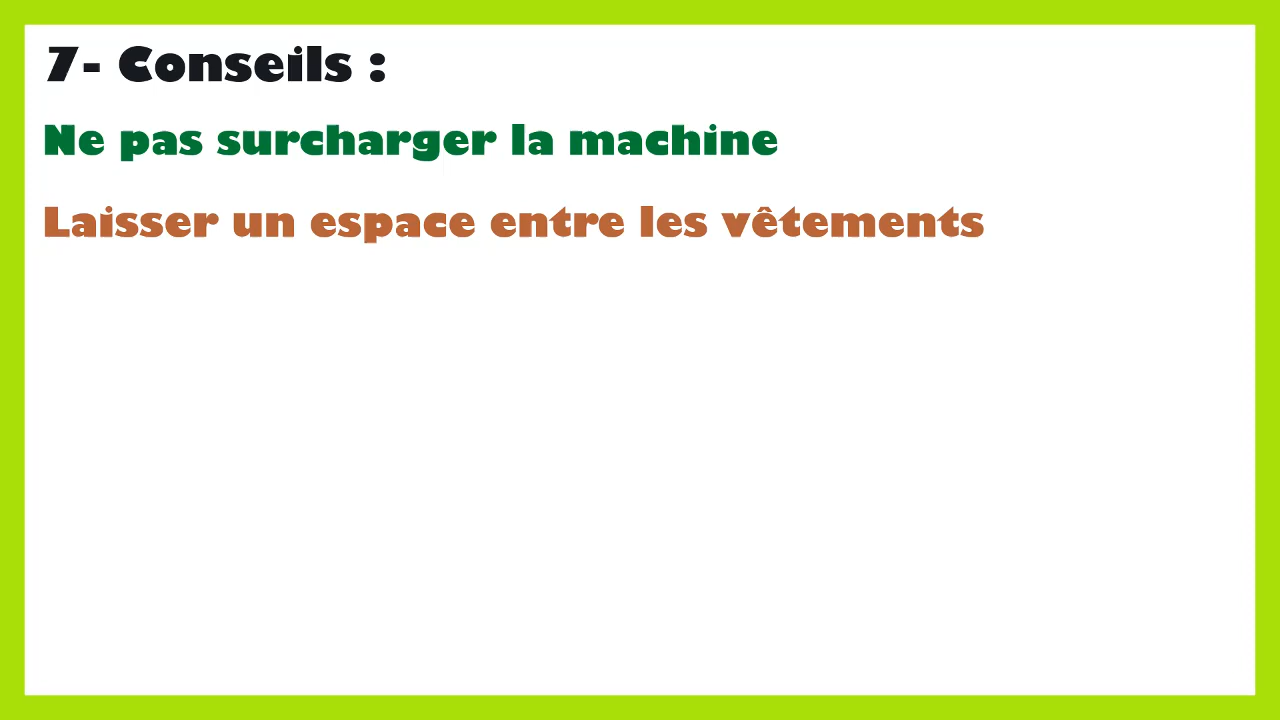 7- Conseils :
Ne pas surcharger la machine
Laisser un espace entre les vêtements